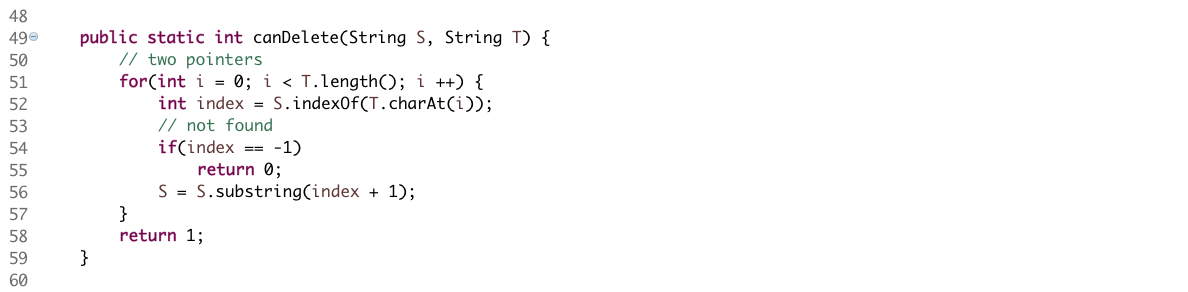 48
49 public static int canDelete(String S, String T) {
50 // two pointers
51 for(int i = 0; i < T.length(); i ++) {
52 int index = S.indexOf(T.charAt(i));
53 // not found
54 if(index == -1)
55 return 0;
56 S = S.substring(index + 1);
57 }
58 return 1;
59 }
60